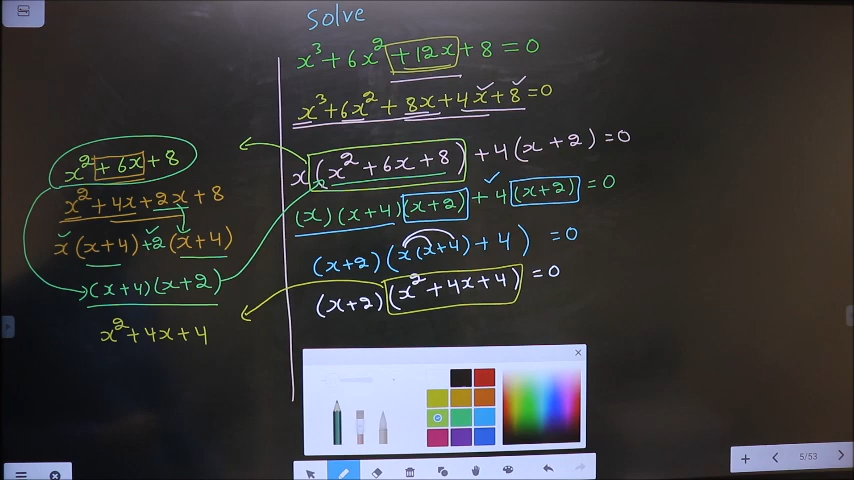 Solve
x³ + 6x² + 12x + 8 = 0
x³ + 6x² + 8x + 4x + 8 = 0
x(x² + 6x + 8) + 4(x + 2) = 0
(x)(x + 4)(x + 2) + 4(x + 2) = 0
(x + 2)(x(x + 4) + 4) = 0
(x + 2)(x² + 4x + 4) = 0
x² + 6x + 8
x² + 4x + 2x + 8
x(x + 4) + 2(x + 4)
(x + 4)(x + 2)
x² + 4x + 4
5/53